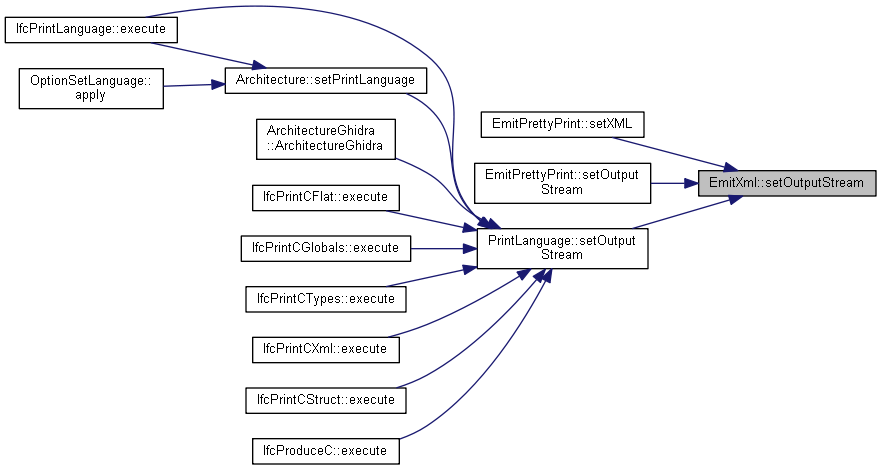 IfcPrintLanguage::execute
OptionSetLanguage::
apply
Architecture::setPrintLanguage
ArchitectureGhidra
::ArchitectureGhidra
IfcPrintCFlat::execute
IfcPrintCGlobals::execute
IfcPrintCTypes::execute
IfcPrintCXml::execute
IfcPrintCStruct::execute
IfcProduceC::execute
EmitPrettyPrint::setXML
EmitPrettyPrint::setOutput
Stream
PrintLanguage::setOutput
Stream
EmitXml::setOutputStream